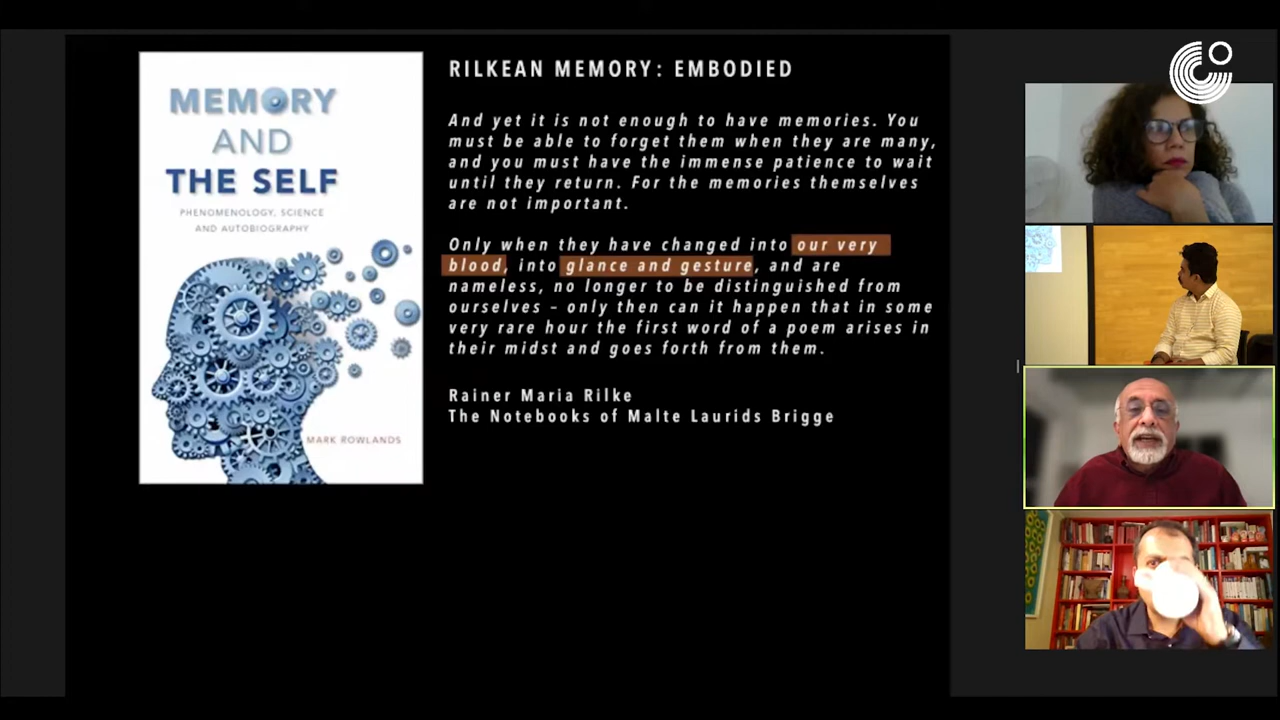 MEMORY
AND
THE SELF
PHENOMENOLOGY, SCIENCE
AND AUTOBIOGRAPHY
MARK ROWLANDS
RILKEAN MEMORY: EMBODIED
And yet it is not enough to have memories. You
must be able to forget them when they are many,
and you must have the immense patience to wait
until they return. For the memories themselves
are not important.
Only when they have changed into our very
blood, into glance and gesture, and are
nameless, no longer to be distinguished from
ourselves – only then can it happen that in some
very rare hour the first word of a poem arises in
their midst and goes forth from them.
Rainer Maria Rilke
The Notebooks of Malte Laurids Brigge